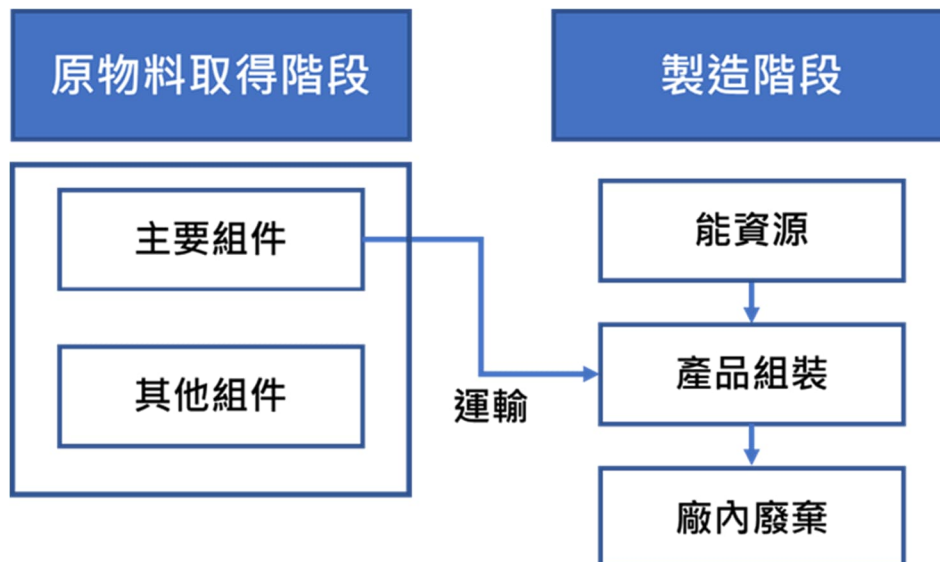 原物料取得階段
製造階段
主要組件
其他組件
運輸
能資源
產品組裝
廠內廢棄